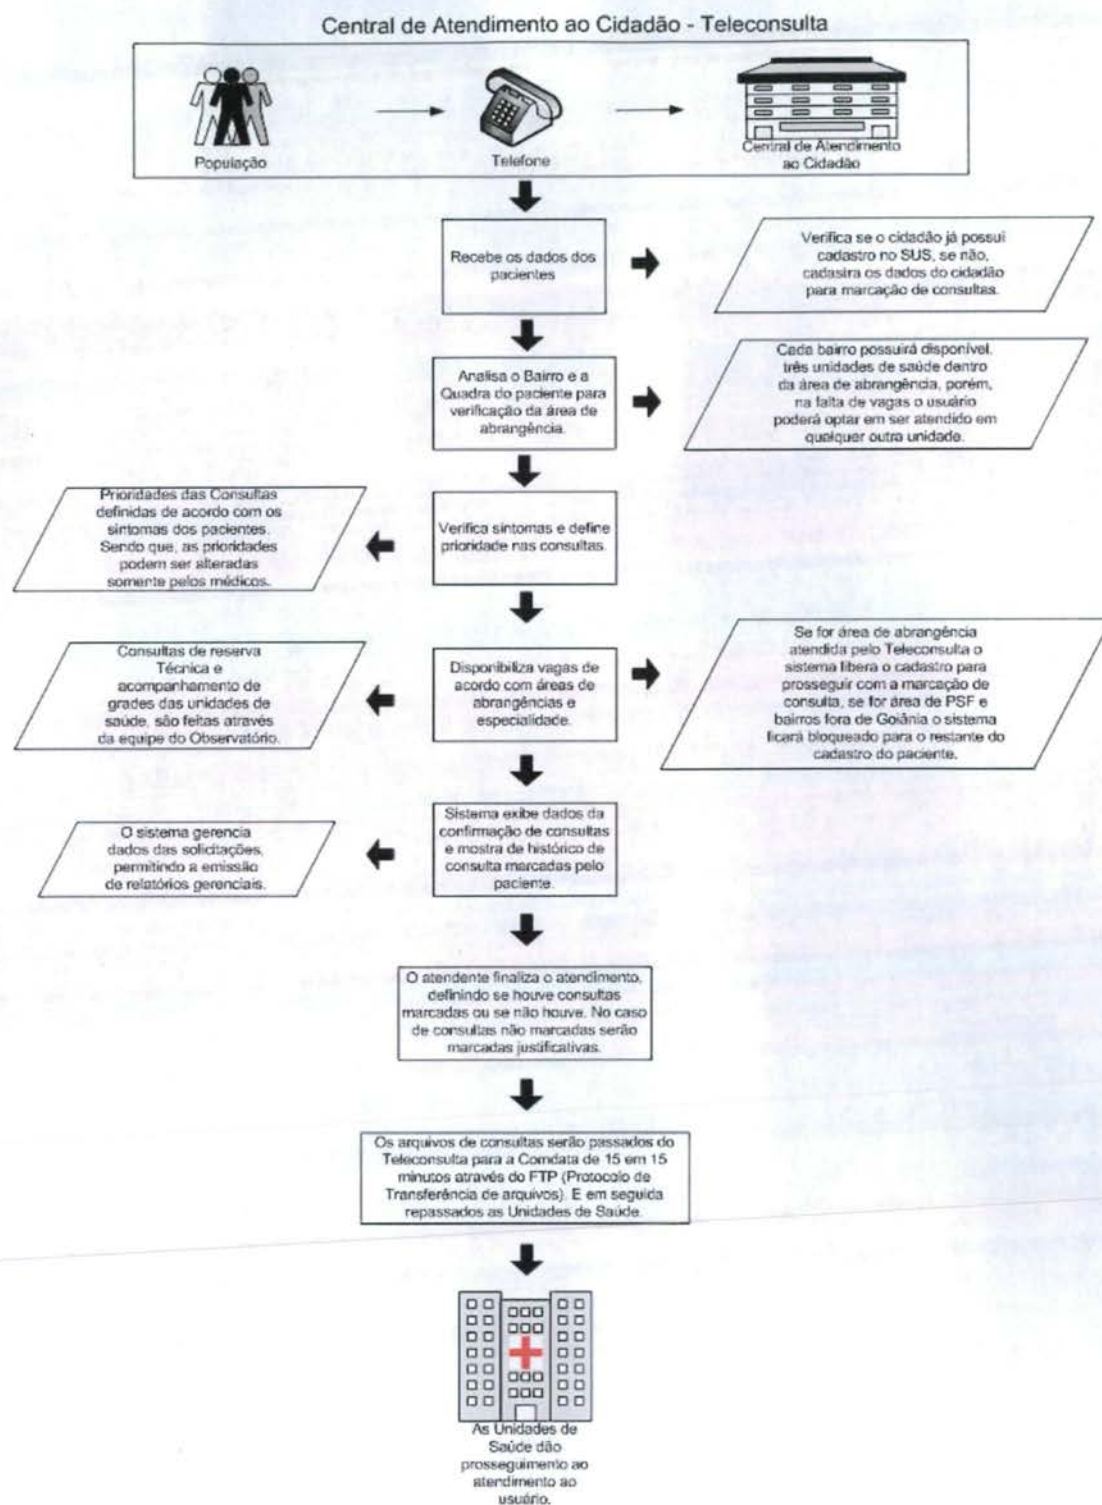 Central de Atendimento ao Cidadão - Teleconsulta
População
Telefone
Central de Atendimento
ao Cidadão
Recebe os dados dos
pacientes
Verifica se o cidadão já possui
cadastro no SUS, se não,
cadastra os dados do cidadão
para marcação de consultas.
Analisa o Bairro e a
Quadra do paciente para
verificação da área de
abrangência.
Cada bairro possuirá disponível,
três unidades de saúde dentro
da área de abrangência, porém,
na falta de vagas o usuário
poderá optar em ser atendido em
qualquer outra unidade.
Prioridades das Consultas
definidas de acordo com os
sintomas dos pacientes.
Sendo que, as prioridades
podem ser alteradas
somente pelos médicos.
Verifica sintomas e define
prioridade nas consultas.
Consultas de reserva
Técnica e
acompanhamento de
grades das unidades de
saúde, são feitas através
da equipe do Observatório.
Disponibiliza vagas de
acordo com áreas de
abrangências e
especialidade.
Se for área de abrangência
atendida pelo Teleconsulta o
sistema libera o cadastro para
prosseguir com a marcação de
consulta, se for área de PSF e
bairros fora de Goiânia o sistema
ficará bloqueado para o restante do
cadastro do paciente.
O sistema gerencia
dados das solicitações,
permitindo a emissão
de relatórios gerenciais.
Sistema exibe dados da
confirmação de consultas
e mostra de histórico de
consulta marcadas pelo
paciente.
O atendente finaliza o atendimento,
definindo se houve consultas
marcadas ou se não houve. No caso
de consultas não marcadas serão
marcadas justificativas.
Os arquivos de consultas serão passados do
Teleconsulta para a Comdata de 15 em 15
minutos através do FTP (Protocolo de
Transferência de arquivos). E em seguida
repassados as Unidades de Saúde.
As Unidades de
Saúde dão
prosseguimento ao
atendimento ao
usuário.